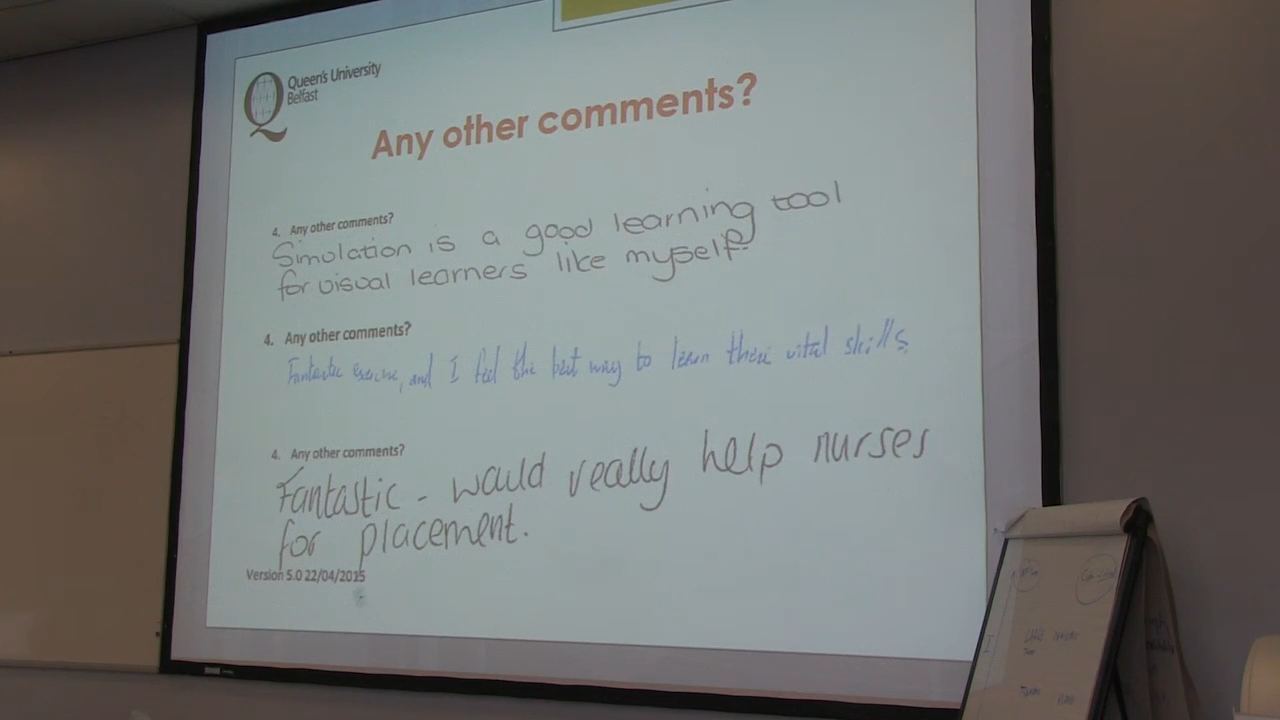 Queen's University
Belfast
Any other comments?
4. Any other comments?
Simulation is a good learning tool
for visual learners like myself.
4. Any other comments?
Fantastic exercise, and I feel the best way to learn these vital skills.
4. Any other comments?
Fantastic - would really help nurses
for placement.
Version 5.0 22/04/2015